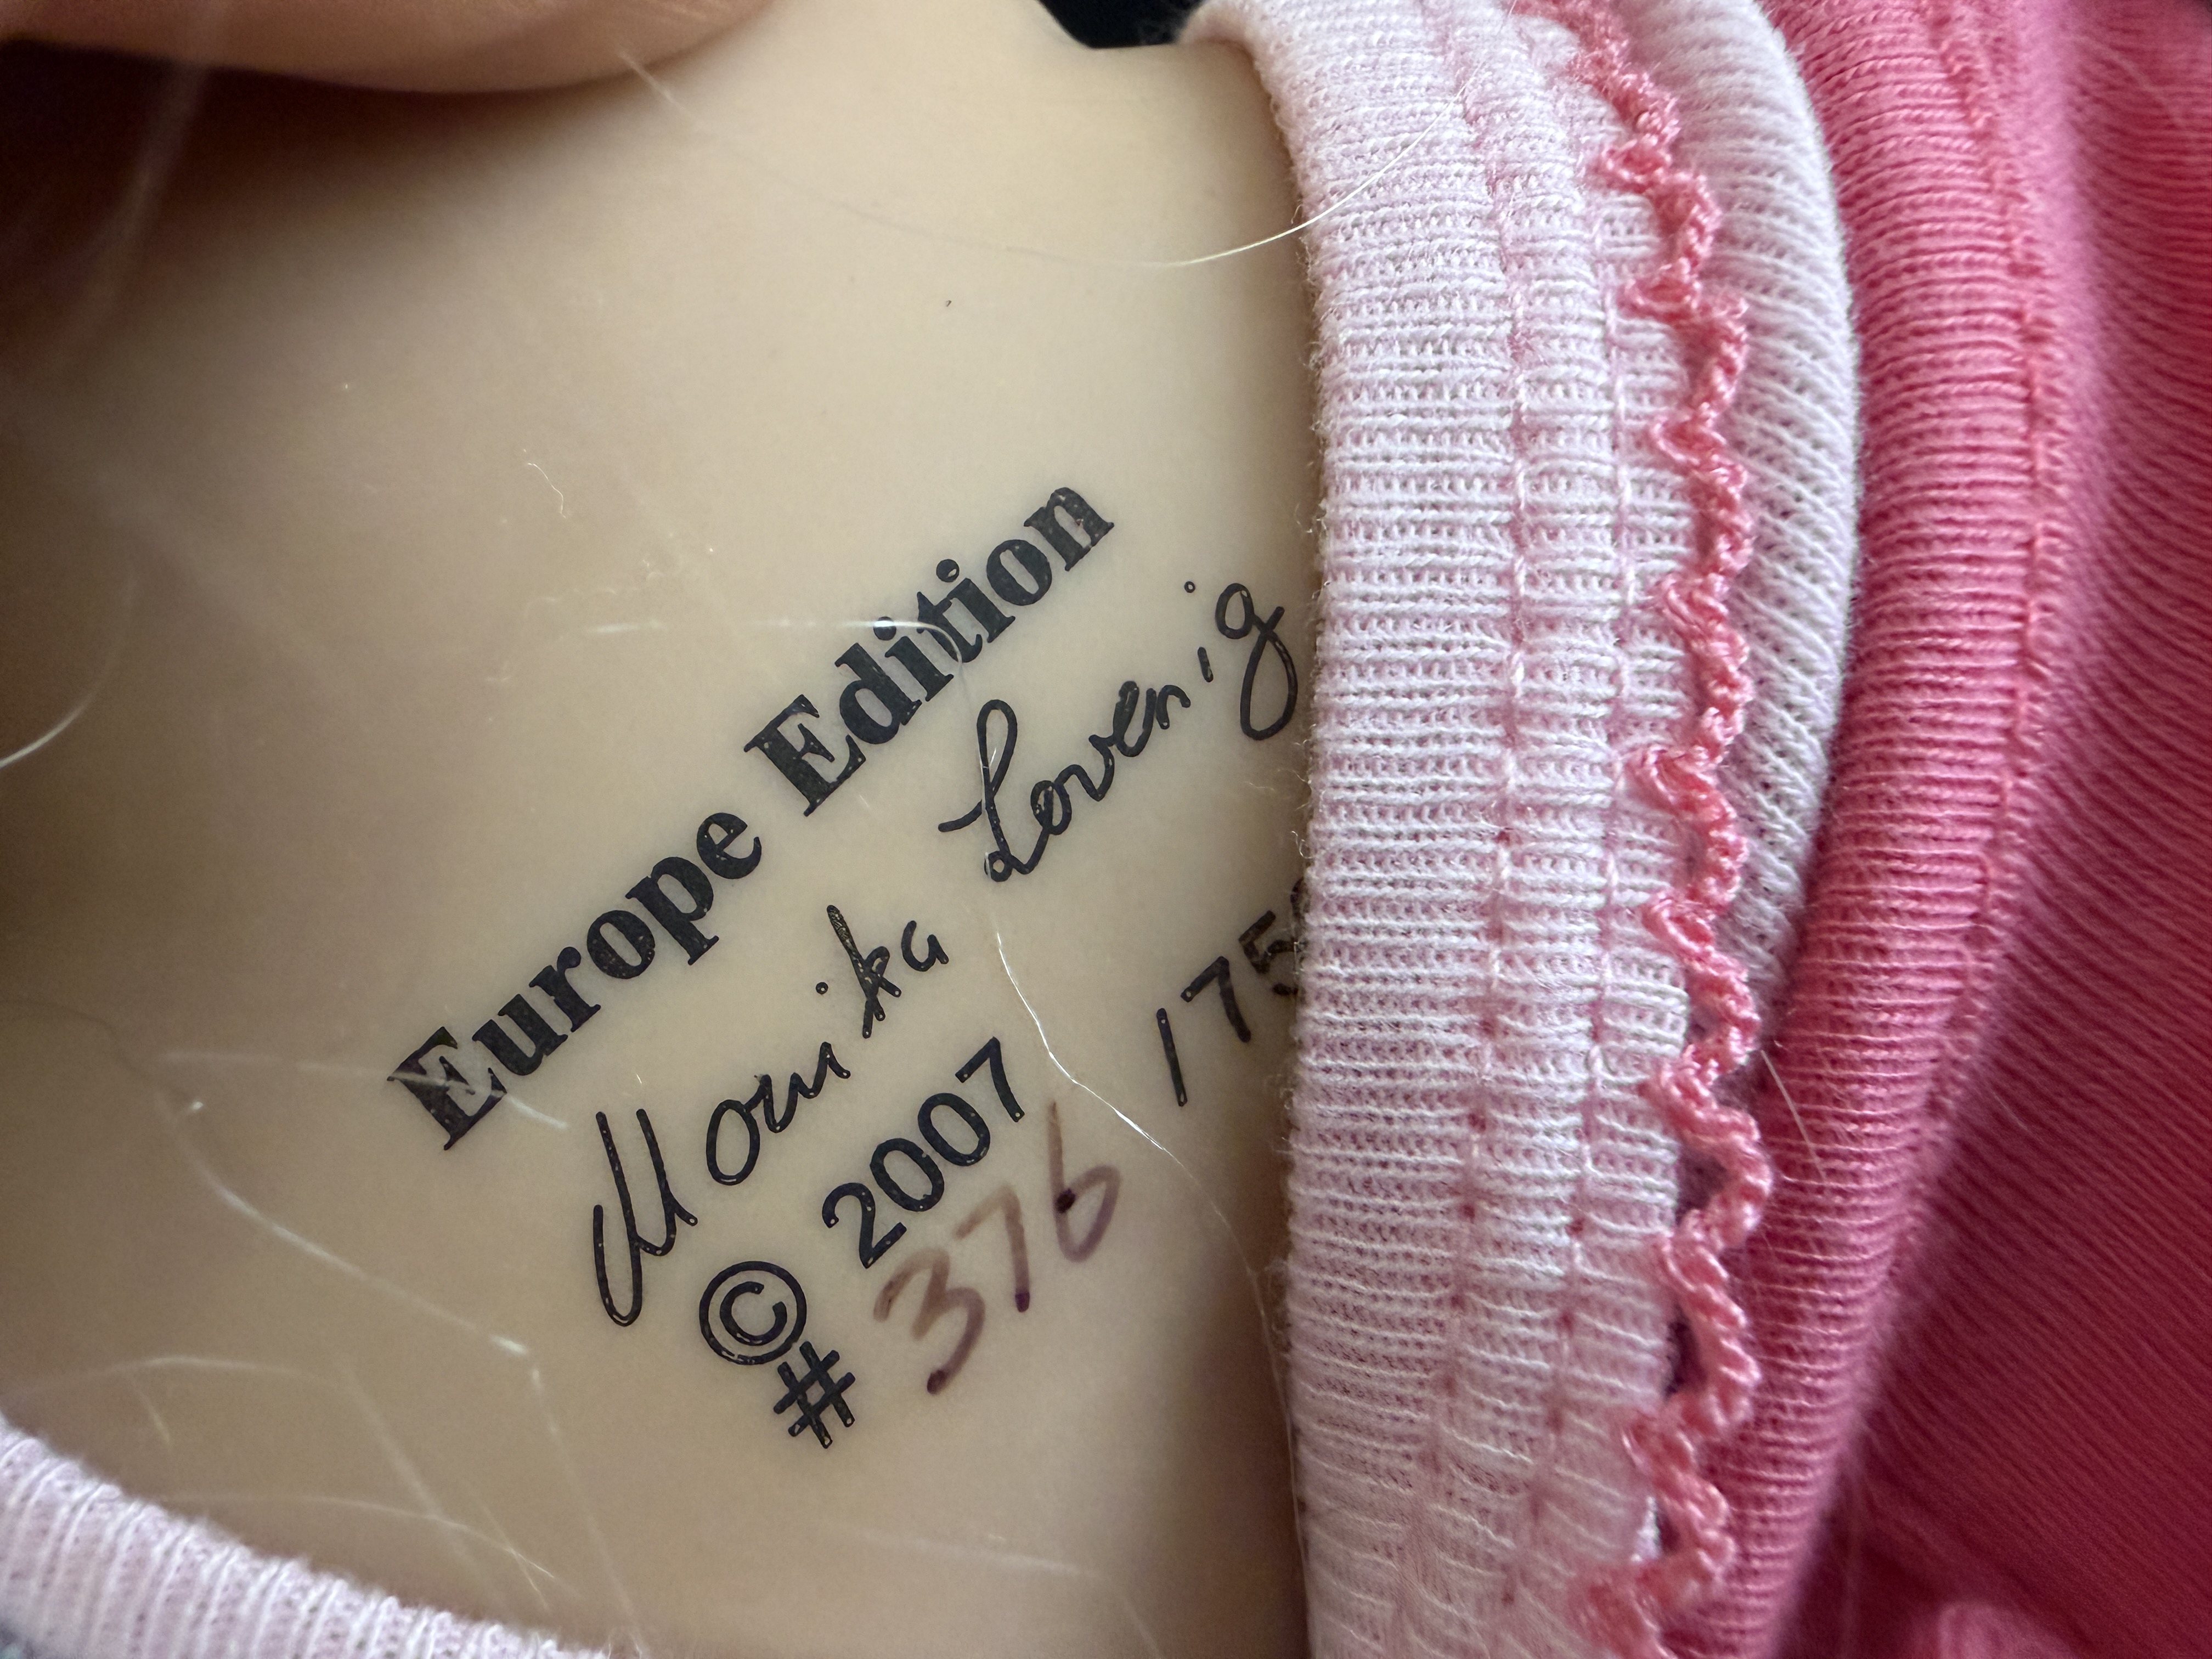 Europe Edition
Monika Levenig
© 2007
# 376